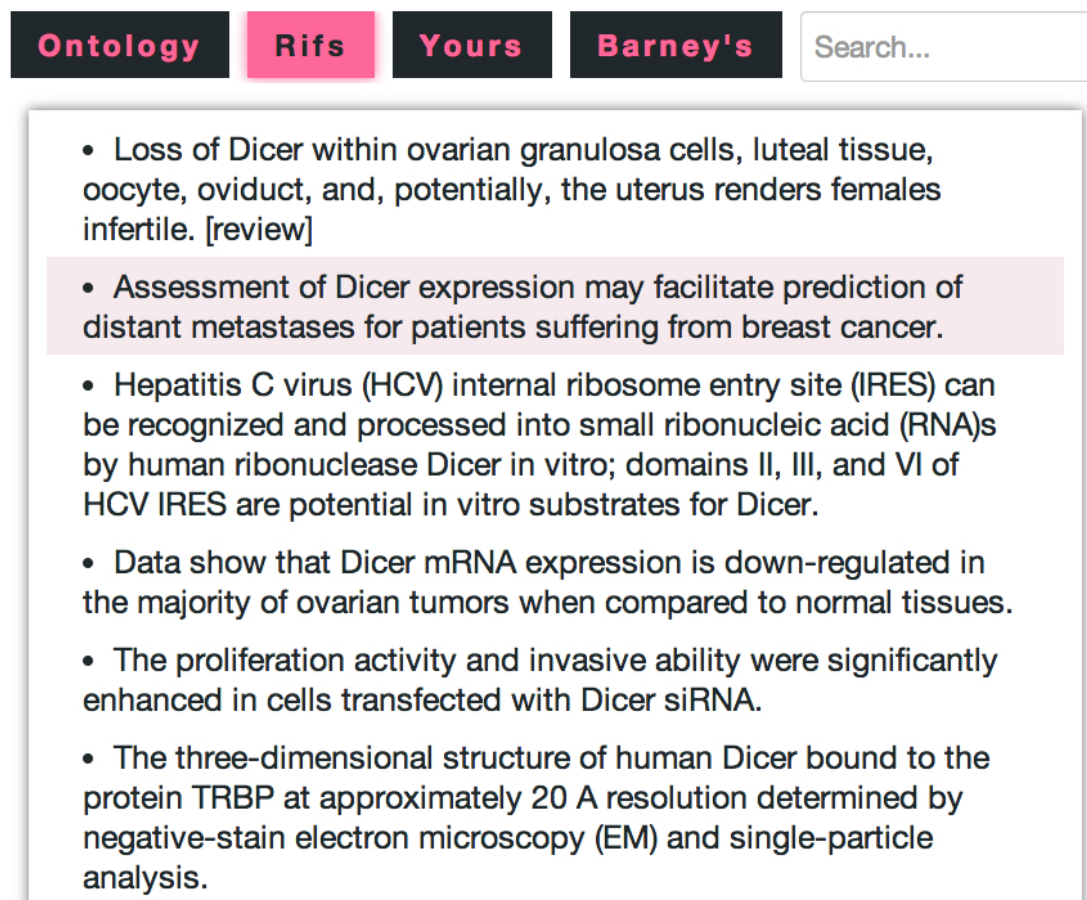 Ontology Rifs Yours Barney's Search...
• Loss of Dicer within ovarian granulosa cells, luteal tissue,
oocyte, oviduct, and, potentially, the uterus renders females
infertile. [review]
• Assessment of Dicer expression may facilitate prediction of
distant metastases for patients suffering from breast cancer.
• Hepatitis C virus (HCV) internal ribosome entry site (IRES) can
be recognized and processed into small ribonucleic acid (RNA)s
by human ribonuclease Dicer in vitro; domains II, III, and VI of
HCV IRES are potential in vitro substrates for Dicer.
• Data show that Dicer mRNA expression is down-regulated in
the majority of ovarian tumors when compared to normal tissues.
• The proliferation activity and invasive ability were significantly
enhanced in cells transfected with Dicer siRNA.
• The three-dimensional structure of human Dicer bound to the
protein TRBP at approximately 20 A resolution determined by
negative-stain electron microscopy (EM) and single-particle
analysis.